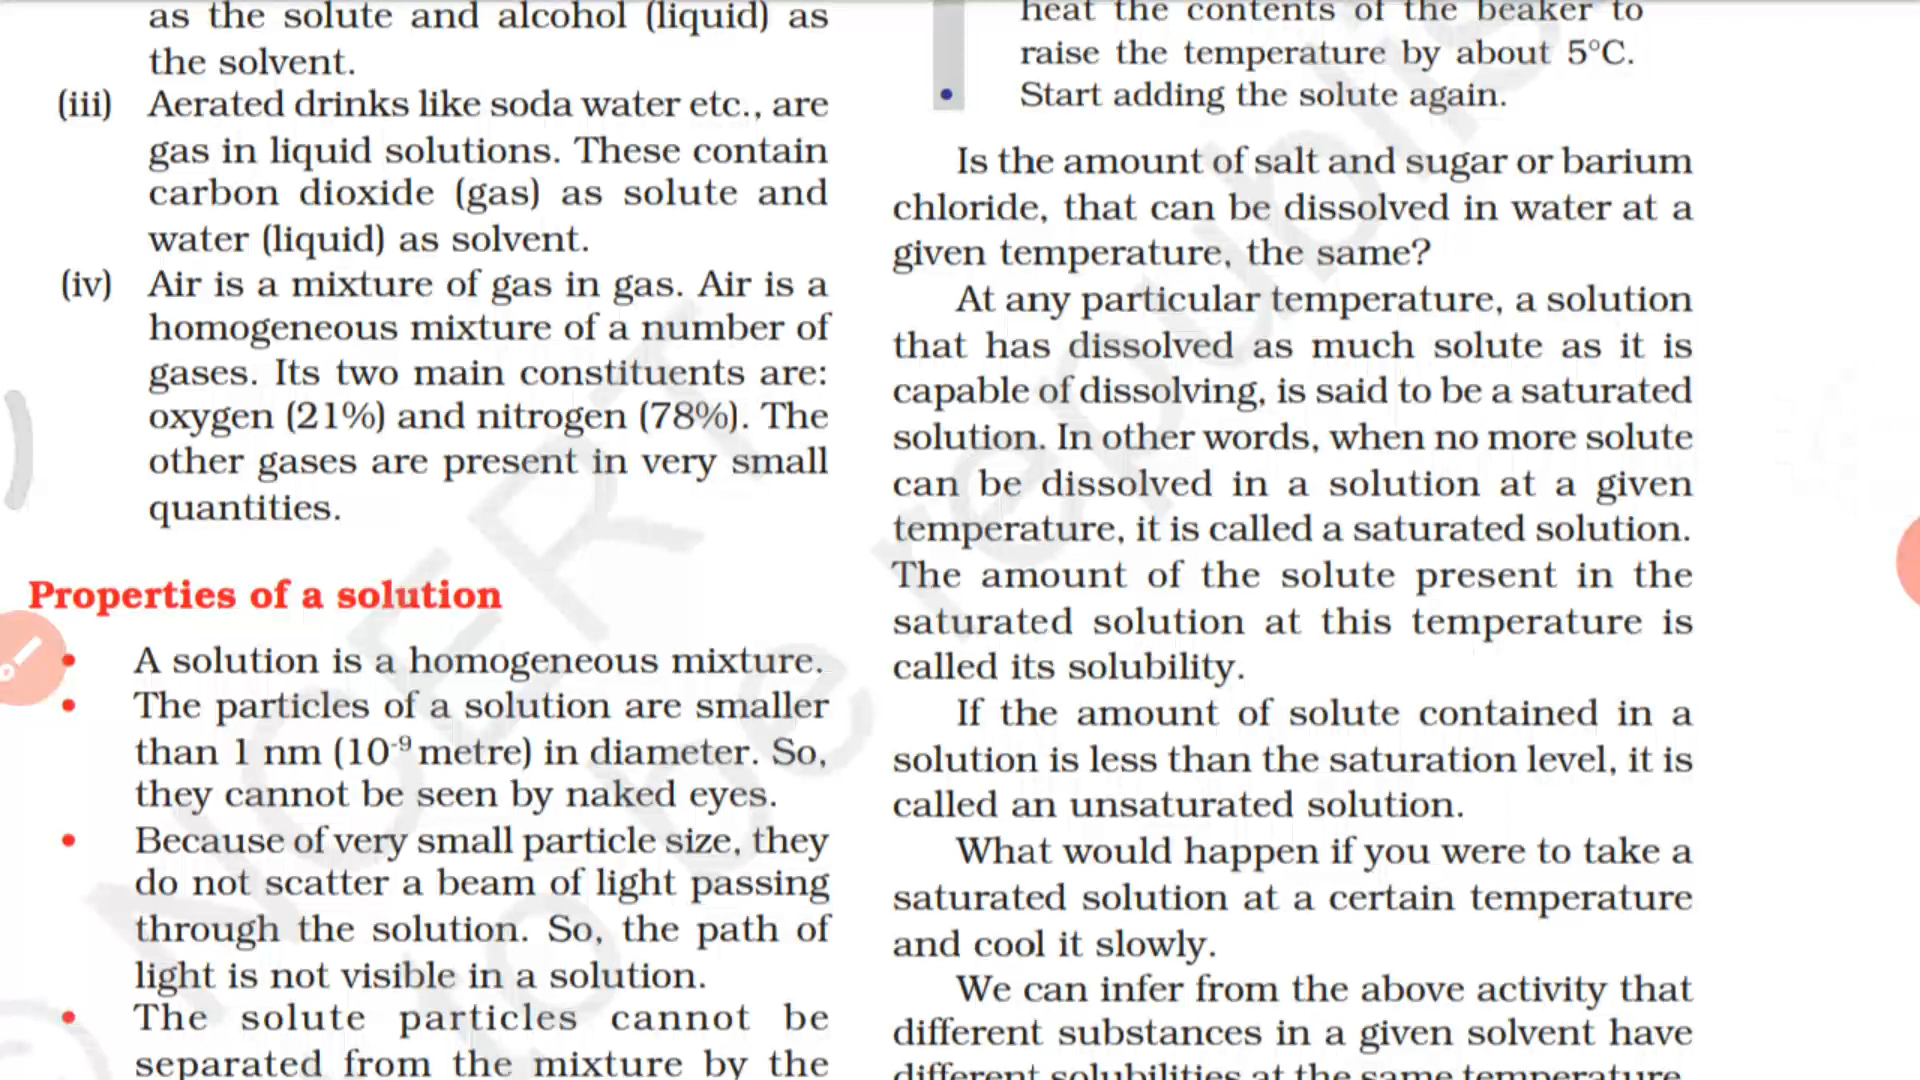 as the solute and alcohol (liquid) as
the solvent.
(iii) Aerated drinks like soda water etc., are
gas in liquid solutions. These contain
carbon dioxide (gas) as solute and
water (liquid) as solvent.
(iv) Air is a mixture of gas in gas. Air is a
homogeneous mixture of a number of
gases. Its two main constituents are:
oxygen (21%) and nitrogen (78%). The
other gases are present in very small
quantities.
Properties of a solution
• A solution is a homogeneous mixture.
• The particles of a solution are smaller
than 1 nm (10⁻⁹ metre) in diameter. So,
they cannot be seen by naked eyes.
• Because of very small particle size, they
do not scatter a beam of light passing
through the solution. So, the path of
light is not visible in a solution.
• The solute particles cannot be
separated from the mixture by the
heat the contents of the beaker to
raise the temperature by about 5°C.
• Start adding the solute again.
Is the amount of salt and sugar or barium
chloride, that can be dissolved in water at a
given temperature, the same?
At any particular temperature, a solution
that has dissolved as much solute as it is
capable of dissolving, is said to be a saturated
solution. In other words, when no more solute
can be dissolved in a solution at a given
temperature, it is called a saturated solution.
The amount of the solute present in the
saturated solution at this temperature is
called its solubility.
If the amount of solute contained in a
solution is less than the saturation level, it is
called an unsaturated solution.
What would happen if you were to take a
saturated solution at a certain temperature
and cool it slowly.
We can infer from the above activity that
different substances in a given solvent have
different solubilities at the same temperature.
NCERT
be republis